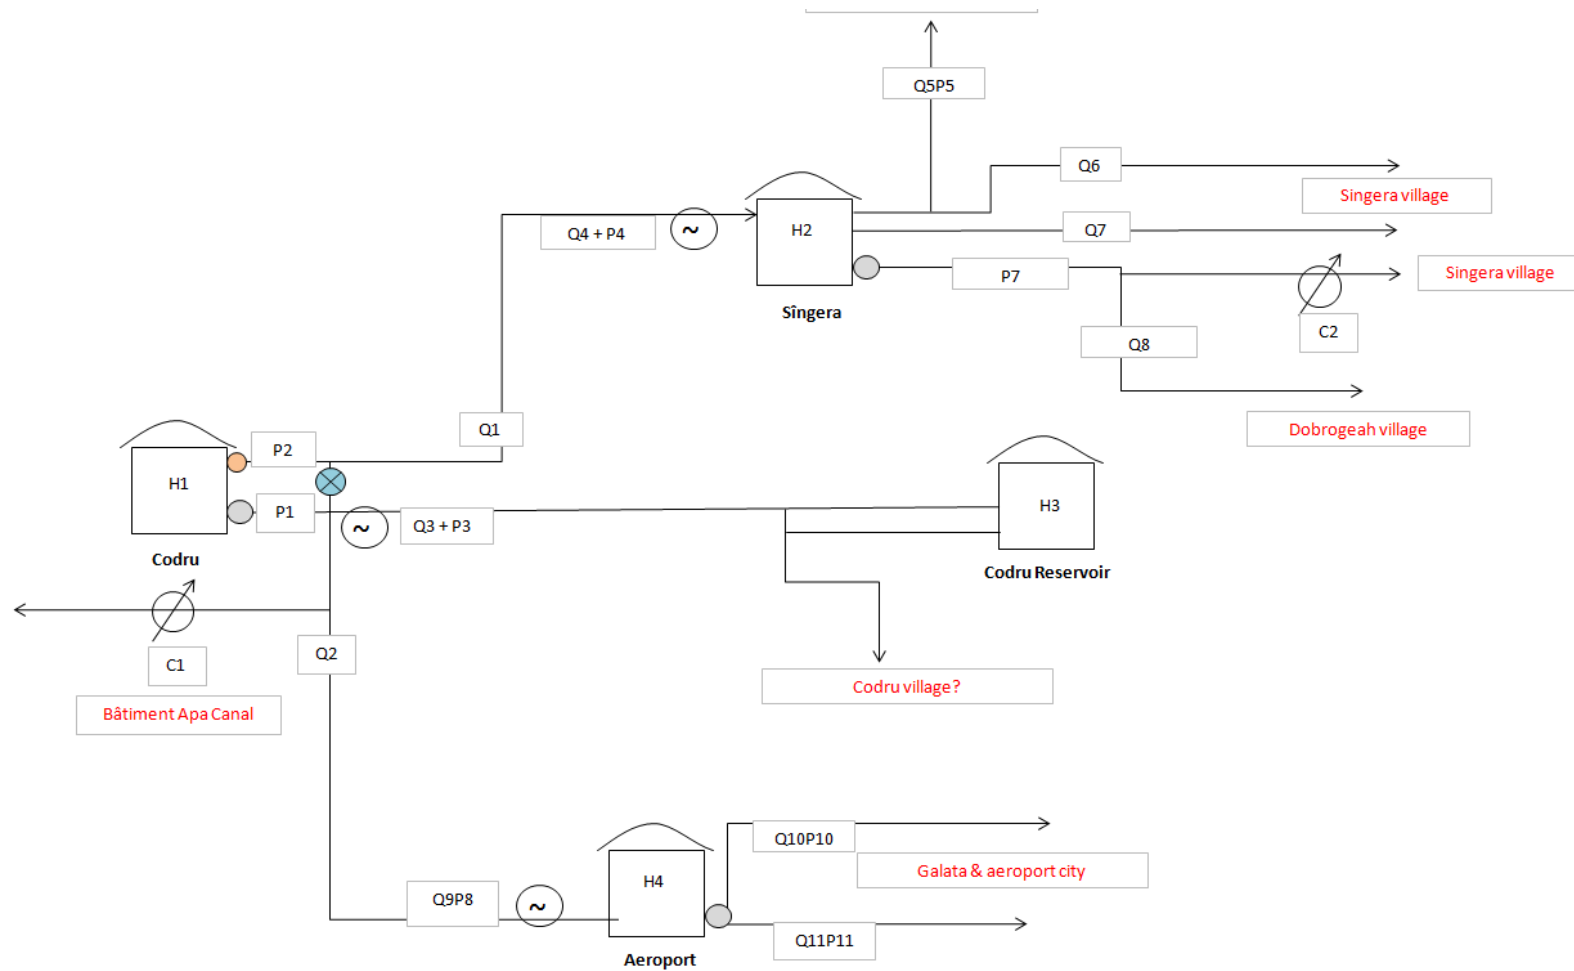 Q5P5
Q6
Singera village
Q4 + P4
~
H2
Q7
P7
Singera village
C2
Sîngera
Q8
Dobrogeah village
Q1
P2
H1
H3
P1
~
Q3 + P3
Codru
Codru Reservoir
C1
Q2
Codru village?
Bâtiment Apa Canal
Q10P10
H4
Galata & aeroport city
Q9P8
~
Q11P11
Aeroport